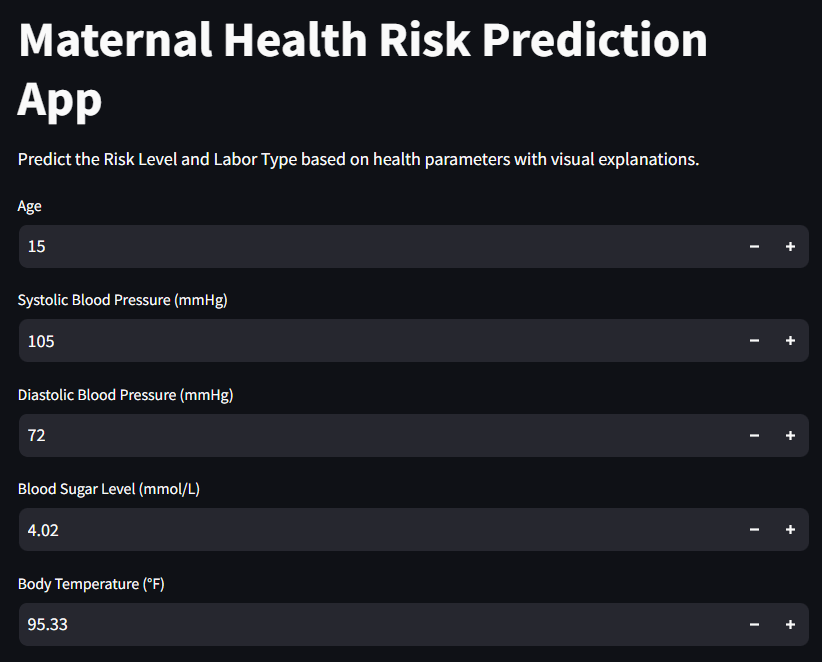 Maternal Health Risk Prediction
App
Predict the Risk Level and Labor Type based on health parameters with visual explanations.
Age
15
Systolic Blood Pressure (mmHg)
105
Diastolic Blood Pressure (mmHg)
72
Blood Sugar Level (mmol/L)
4.02
Body Temperature (°F)
95.33